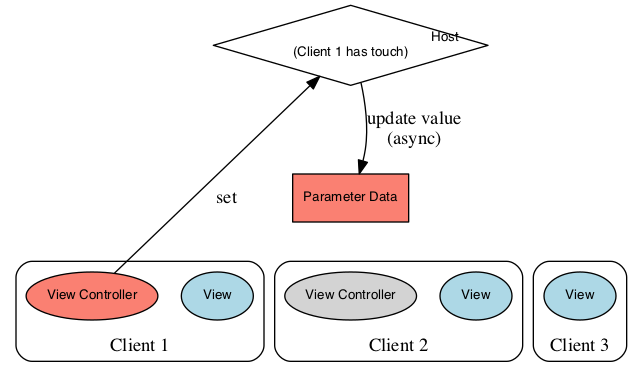 Host
(Client 1 has touch)
update value
(async)
set
Parameter Data
View Controller
View
View Controller
View
View
Client 1
Client 2
Client 3